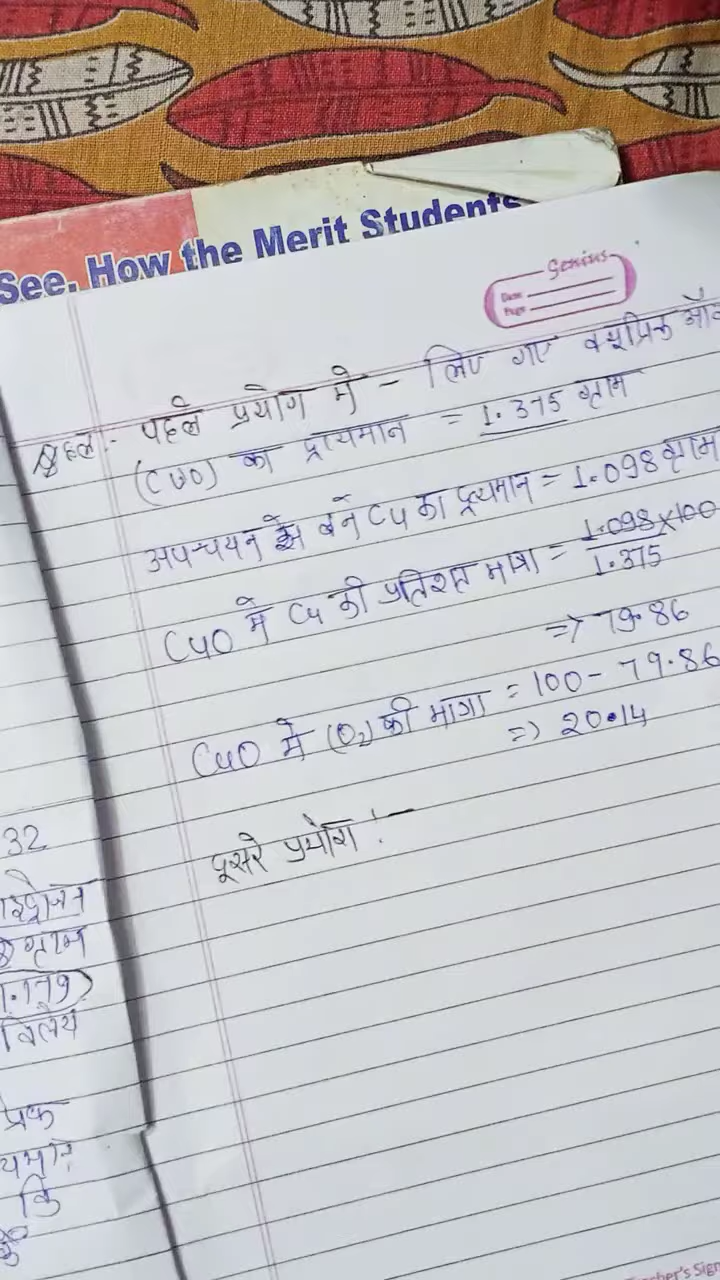 See, How the Merit Students
Genius
Date
Page
हल:- पहले प्रयोग में - लिए गए क्यूप्रिक
(CuO) का द्रव्यमान = 1.375 ग्राम
अपच्चयन से बने Cu का द्रव्यमान = 1.098 ग्राम
CuO में Cu की प्रतिशत मात्रा = 1.098×100
1.375
=> 79.86
CuO में (O₂) की मात्रा = 100 - 79.86
=> 20.14
दूसरे प्रयोग :-
32
ग्राम
1.179
विलेय
कि
के